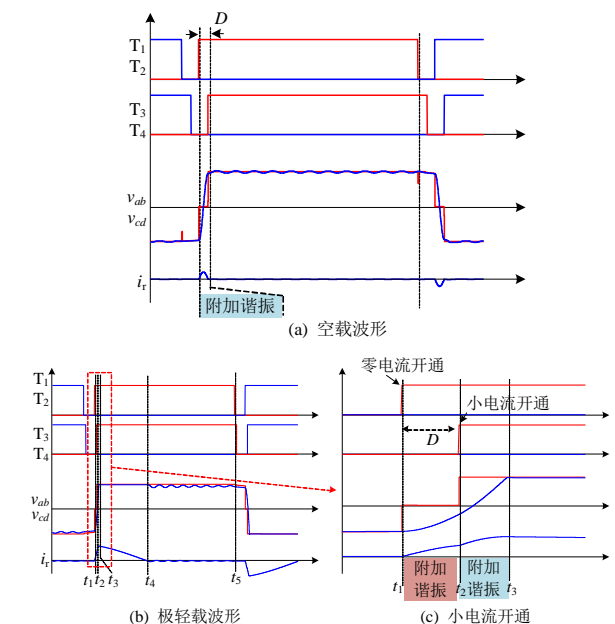 D
T1
T2
T3
T4
vab
vcd
ir
附加谐振
(a) 空载波形
T1
T2
T3
T4
vab
vcd
ir
t1 t2 t3 t4 t5
(b) 极轻载波形
零电流开通
小电流开通
D
附加
谐振
附加
谐振
t1 t2 t3
(c) 小电流开通